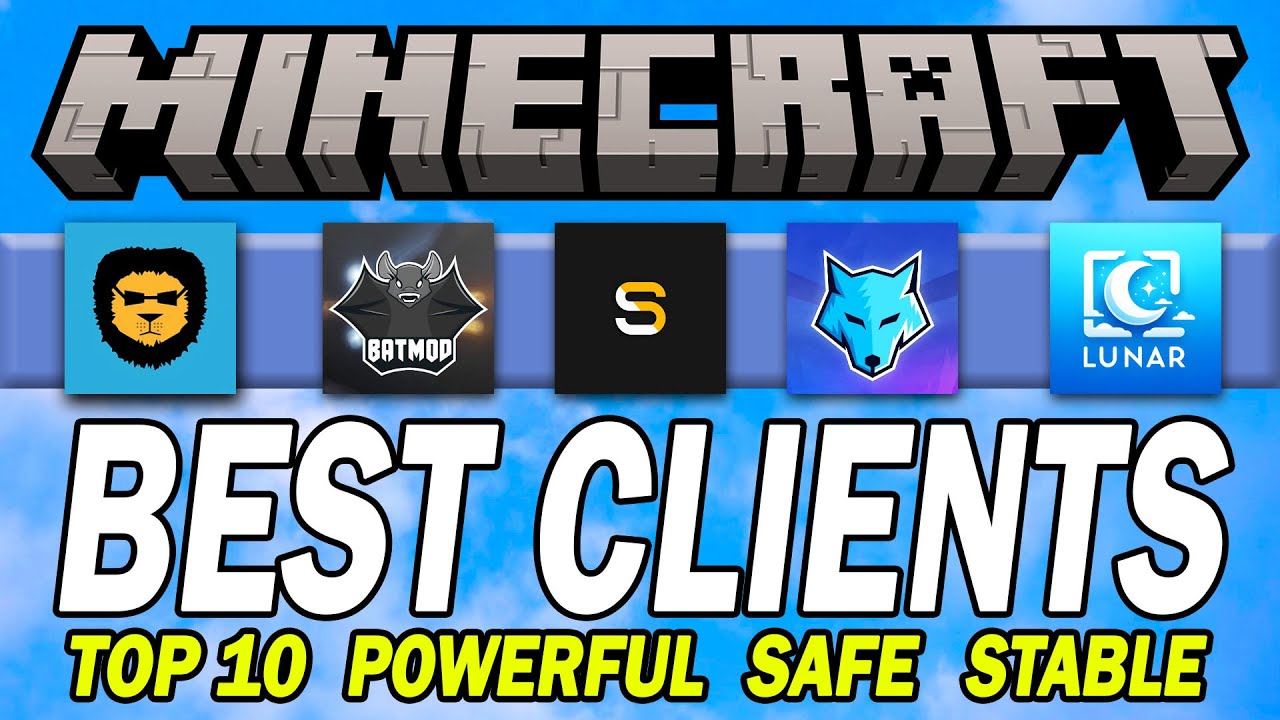 MINECRAFT
BATMOD
S
LUNAR
BEST CLIENTS
TOP 10 POWERFUL SAFE STABLE